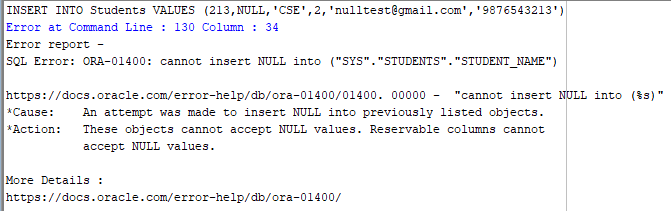 INSERT INTO Students VALUES (213,NULL,'CSE',2,'nulltest@gmail.com','9876543213')
Error at Command Line : 130 Column : 34
Error report -
SQL Error: ORA-01400: cannot insert NULL into ("SYS"."STUDENTS"."STUDENT_NAME")

https://docs.oracle.com/error-help/db/ora-01400/01400. 00000 -  "cannot insert NULL into (%s)"
*Cause:    An attempt was made to insert NULL into previously listed objects.
*Action:   These objects cannot accept NULL values. Reservable columns cannot
           accept NULL values.

More Details :
https://docs.oracle.com/error-help/db/ora-01400/